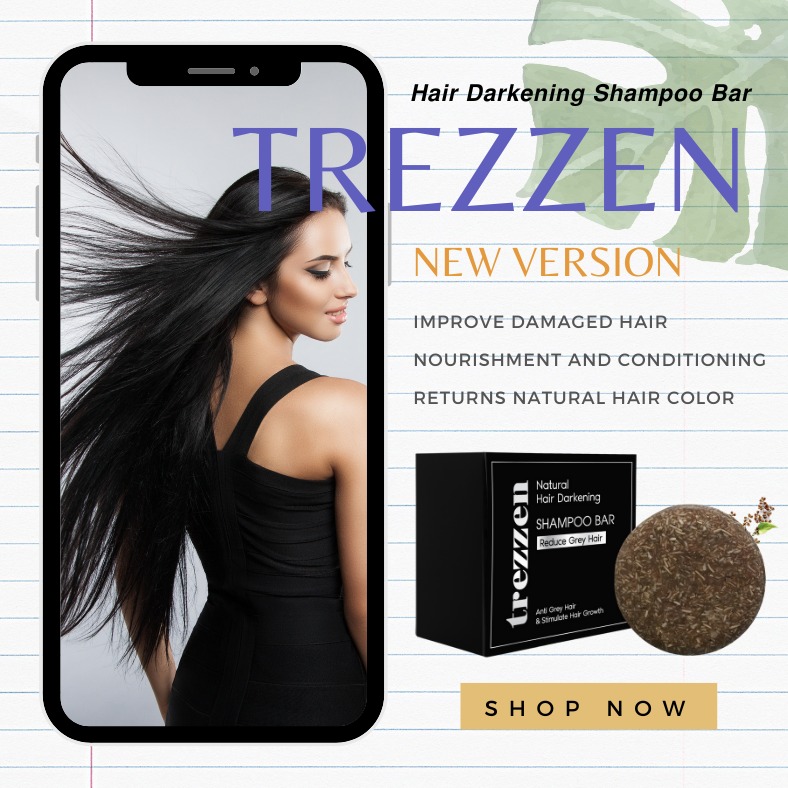 Hair Darkening Shampoo Bar
TREZZEN
NEW VERSION
IMPROVE DAMAGED HAIR
NOURISHMENT AND CONDITIONING
RETURNS NATURAL HAIR COLOR
trezzen
Natural
Hair Darkening
SHAMPOO BAR
Reduce Grey Hair
Anti Grey Hair
& Stimulate Hair Growth
SHOP NOW